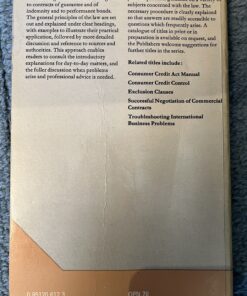 to contracts of guarantee and of
indemnity and to performance bonds.
The general principles of the law are set
out and explained under clear headings,
with examples to illustrate their practical
application, followed by more detailed
discussion and reference to sources and
authorities. This approach enables
readers to consult the introductory
explanations for day-to-day matters, and
the fuller discussion when problems
arise and professional advice is needed.
subjects concerned with the law. The
necessary procedure is clearly explained
so that answers are readily accessible to
questions which frequently arise. A
catalogue of titles in print or in
preparation is available on request, and
the Publishers welcome suggestions for
further titles in the series.
Related titles include:
Consumer Credit Act Manual
Consumer Credit Control
Exclusion Clauses
Successful Negotiation of Commercial
Contracts
Troubleshooting International
Business Problems